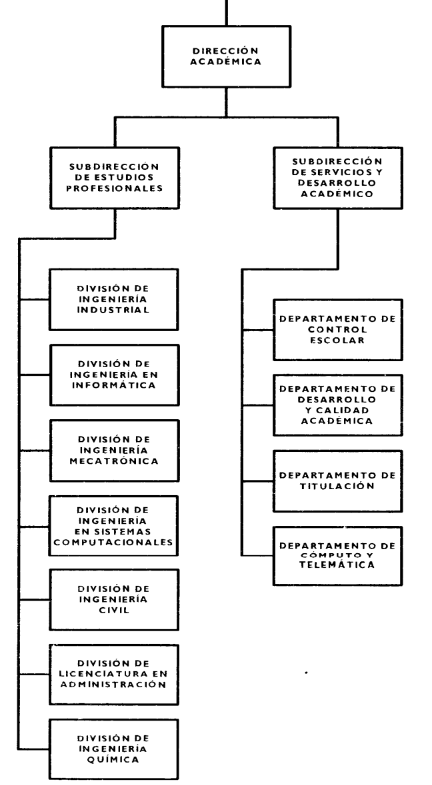 DIRECCIÓN
ACADÉMICA
SUBDIRECCIÓN
DE ESTUDIOS
PROFESIONALES
SUBDIRECCIÓN
DE SERVICIOS Y
DESARROLLO
ACADÉMICO
DIVISIÓN DE
INGENIERÍA
INDUSTRIAL
DIVISIÓN DE
INGENIERÍA EN
INFORMÁTICA
DIVISIÓN DE
INGENIERÍA
MECATRÓNICA
DIVISIÓN DE
INGENIERÍA
EN SISTEMAS
COMPUTACIONALES
DIVISIÓN DE
INGENIERÍA
CIVIL
DIVISIÓN DE
LICENCIATURA EN
ADMINISTRACIÓN
DIVISIÓN DE
INGENIERÍA
QUÍMICA
DEPARTAMENTO DE
CONTROL
ESCOLAR
DEPARTAMENTO DE
DESARROLLO
Y CALIDAD
ACADÉMICA
DEPARTAMENTO DE
TITULACIÓN
DEPARTAMENTO DE
CÓMPUTO Y
TELEMÁTICA